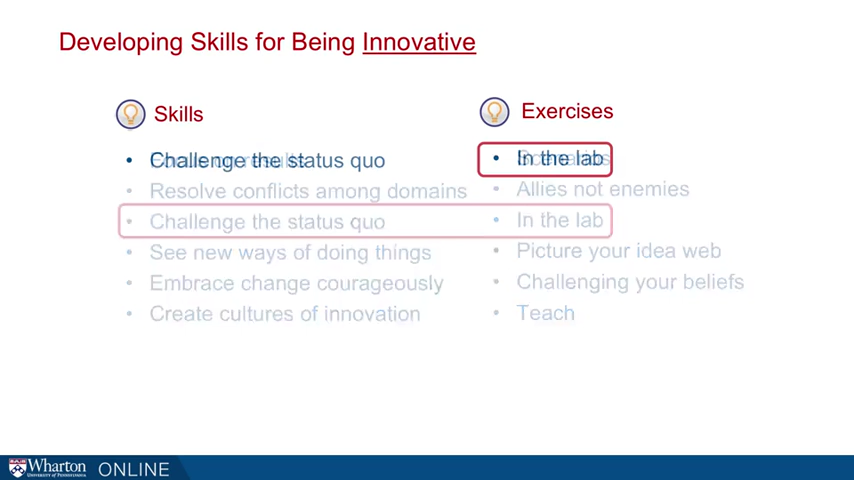 Developing Skills for Being Innovative
Skills
Exercises
• Challenge the status quo
• In the lab
• Resolve conflicts among domains
• Allies not enemies
• Challenge the status quo
• In the lab
• See new ways of doing things
• Picture your idea web
• Embrace change courageously
• Challenging your beliefs
• Create cultures of innovation
• Teach
Wharton
UNIVERSITY OF PENNSYLVANIA
ONLINE